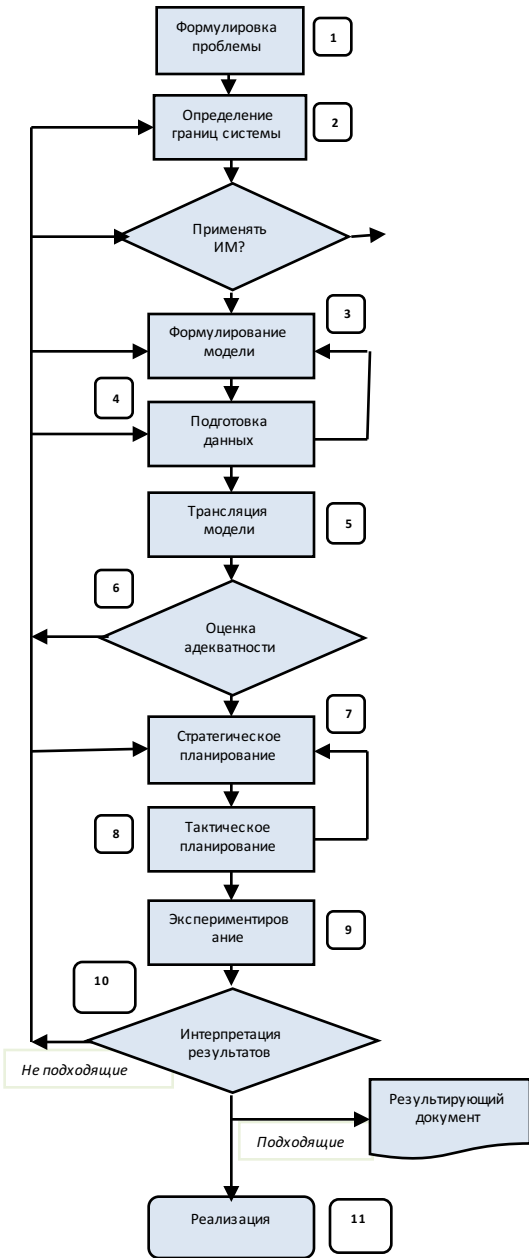 Формулировка
проблемы
1
Определение
границ системы
2
Применять
ИМ?
3
Формулирование
модели
4
Подготовка
данных
Трансляция
модели
5
6
Оценка
адекватности
7
Стратегическое
планирование
Тактическое
планирование
8
Экспериментиров
ание
9
10
Интерпретация
результатов
Не подходящие
Результирующий
документ
Подходящие
Реализация
11